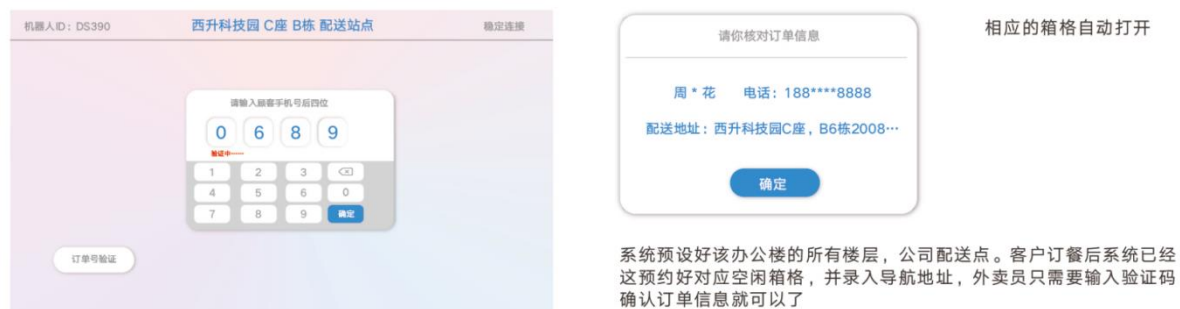 机器人ID：DS390
西升科技园 C座 B栋 配送站点
稳定连接
请输入顾客手机号后四位
0 6 8 9
验证中
1 2 3
4 5 6 0
7 8 9 确定
订单号验证
请你核对订单信息
周 * 花 电话：188****8888
配送地址：西升科技园C座，B6栋2008…
确定
相应的箱格自动打开
系统预设好该办公楼的所有楼层，公司配送点。客户订餐后系统已经
这预约好对应空闲箱格，并录入导航地址，外卖员只需要输入验证码
确认订单信息就可以了